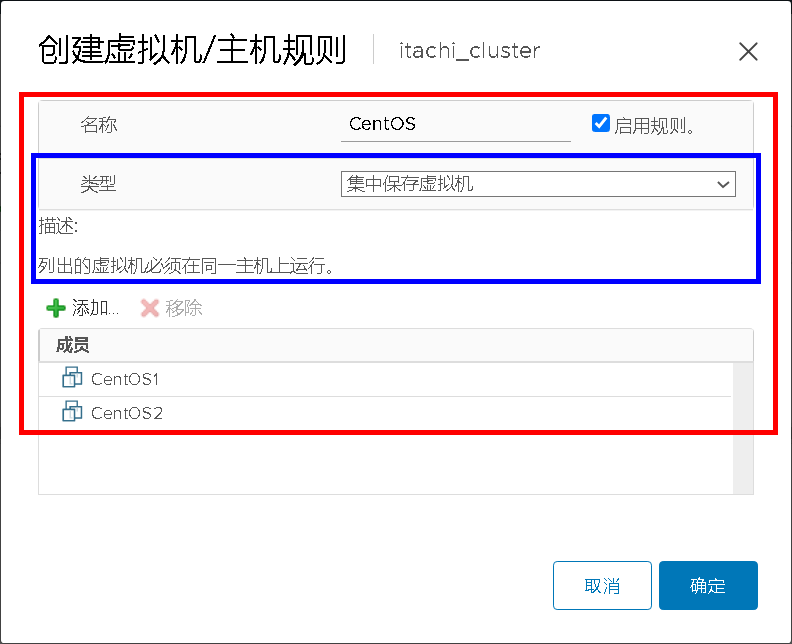 创建虚拟机/主机规则 itachi_cluster
名称 CentOS 启用规则。
类型 集中保存虚拟机
描述:
列出的虚拟机必须在同一主机上运行。
添加... 移除
成员
CentOS1
CentOS2
取消 确定